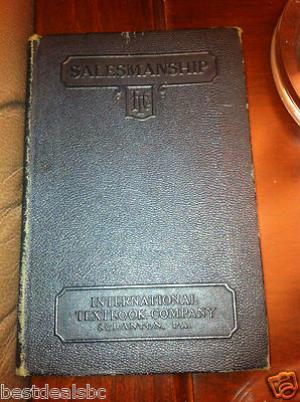 SALESMANSHIP
ITC
INTERNATIONAL
TEXTBOOK COMPANY
SCRANTON, PA.
bestdealsbc